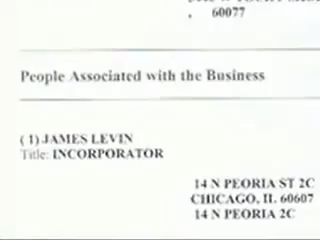 , 60077
People Associated with the Business
( 1) JAMES LEVIN
Title: INCORPORATOR
14 N PEORIA ST 2C
CHICAGO, IL 60607
14 N PEORIA 2C